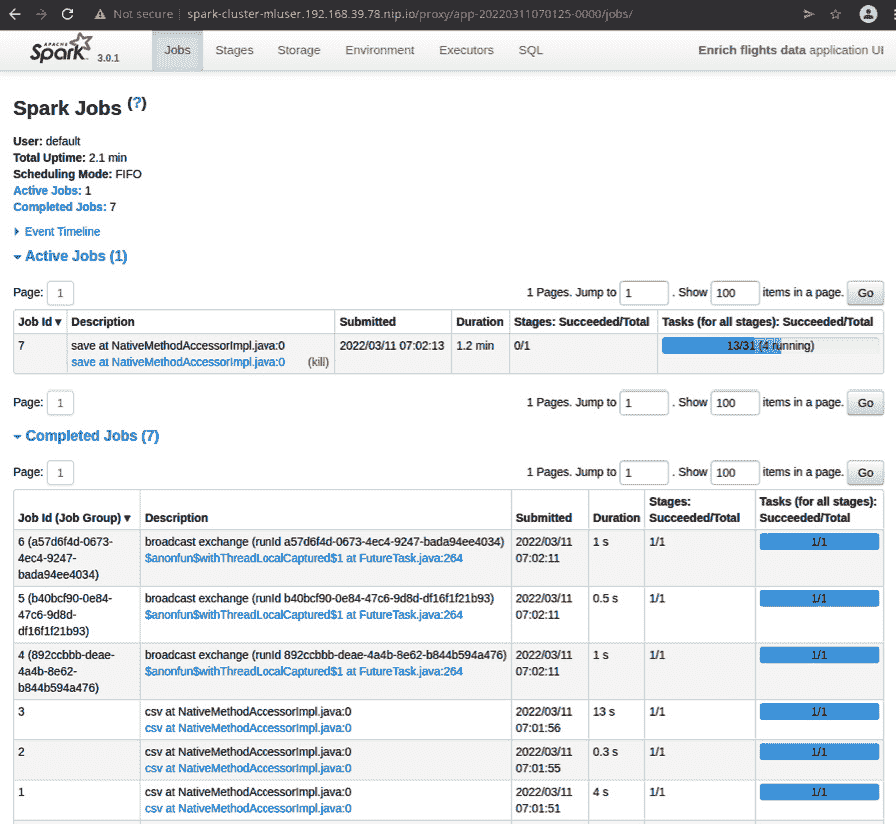 Not secure | spark-cluster-mluser.192.168.39.78.nip.io/proxy/app-20220311070125-0000/jobs/
APACHE Spark 3.0.1 Jobs Stages Storage Environment Executors SQL Enrich flights data application UI
Spark Jobs (?)
User: default
Total Uptime: 2.1 min
Scheduling Mode: FIFO
Active Jobs: 1
Completed Jobs: 7
Event Timeline
Active Jobs (1)
Page: 1 1 Pages. Jump to 1 . Show 100 items in a page. Go
Job Id ▾ Description Submitted Duration Stages: Succeeded/Total Tasks (for all stages): Succeeded/Total
7 save at NativeMethodAccessorImpl.java:0 2022/03/11 07:02:13 1.2 min 0/1 13/31 (4 running)
save at NativeMethodAccessorImpl.java:0 (kill)
Page: 1 1 Pages. Jump to 1 . Show 100 items in a page. Go
Completed Jobs (7)
Page: 1 1 Pages. Jump to 1 . Show 100 items in a page. Go
Job Id (Job Group) ▾ Description Submitted Duration Stages: Succeeded/Total Tasks (for all stages): Succeeded/Total
6 (a57d6f4d-0673-4ec4-9247-bada94ee4034) broadcast exchange (runId a57d6f4d-0673-4ec4-9247-bada94ee4034) 2022/03/11 07:02:11 1 s 1/1 1/1
$anonfun$withThreadLocalCaptured$1 at FutureTask.java:264
5 (b40bcf90-0e84-47c6-9d8d-df16f1f21b93) broadcast exchange (runId b40bcf90-0e84-47c6-9d8d-df16f1f21b93) 2022/03/11 07:02:11 0.5 s 1/1 1/1
$anonfun$withThreadLocalCaptured$1 at FutureTask.java:264
4 (892ccbbb-deae-4a4b-8e62-b844b594a476) broadcast exchange (runId 892ccbbb-deae-4a4b-8e62-b844b594a476) 2022/03/11 07:02:11 1 s 1/1 1/1
$anonfun$withThreadLocalCaptured$1 at FutureTask.java:264
3 csv at NativeMethodAccessorImpl.java:0 2022/03/11 07:01:56 13 s 1/1 1/1
csv at NativeMethodAccessorImpl.java:0
2 csv at NativeMethodAccessorImpl.java:0 2022/03/11 07:01:55 0.3 s 1/1 1/1
csv at NativeMethodAccessorImpl.java:0
1 csv at NativeMethodAccessorImpl.java:0 2022/03/11 07:01:51 4 s 1/1 1/1
csv at NativeMethodAccessorImpl.java:0